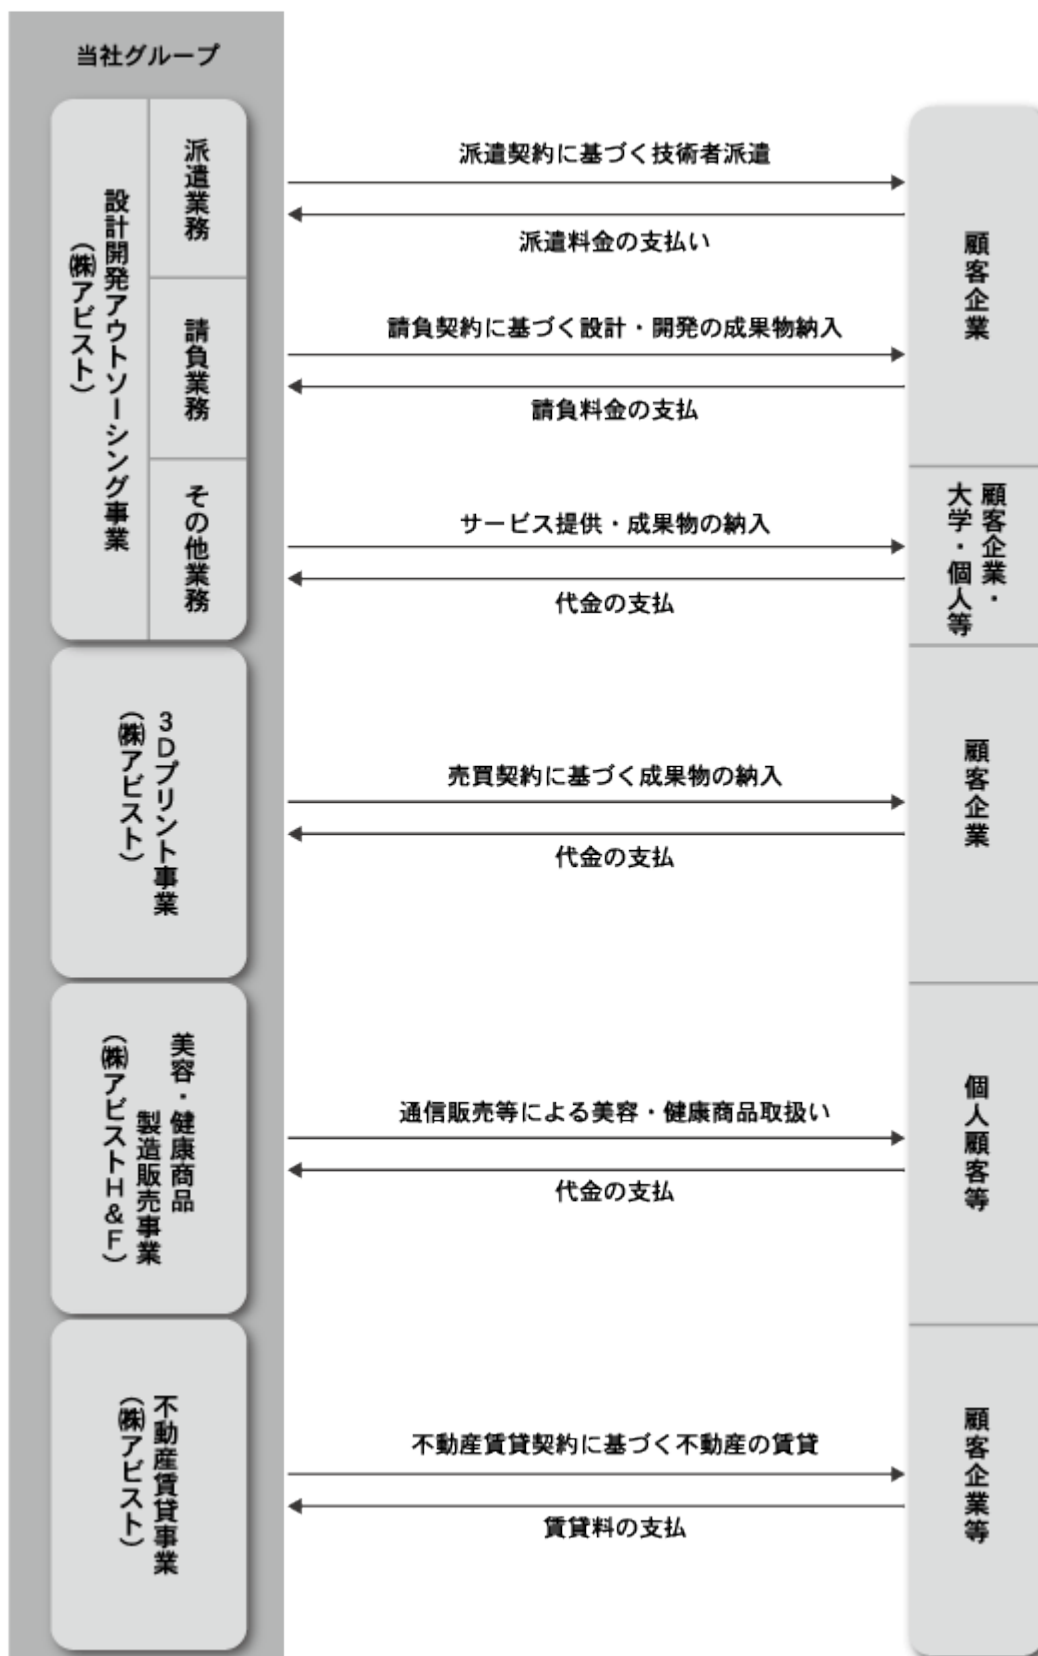 当社グループ
設計開発アウトソーシング事業
(㈱アビスト)
派遣業務
派遣契約に基づく技術者派遣
派遣料金の支払い
顧客企業
請負業務
請負契約に基づく設計・開発の成果物納入
請負料金の支払
その他業務
サービス提供・成果物の納入
代金の支払
顧客企業・
大学・個人等
3Dプリント事業
(㈱アビスト)
売買契約に基づく成果物の納入
代金の支払
顧客企業
美容・健康商品
製造販売事業
(㈱アビストH&F)
通信販売等による美容・健康商品取扱い
代金の支払
個人顧客等
不動産賃貸事業
(㈱アビスト)
不動産賃貸契約に基づく不動産の賃貸
賃貸料の支払
顧客企業等